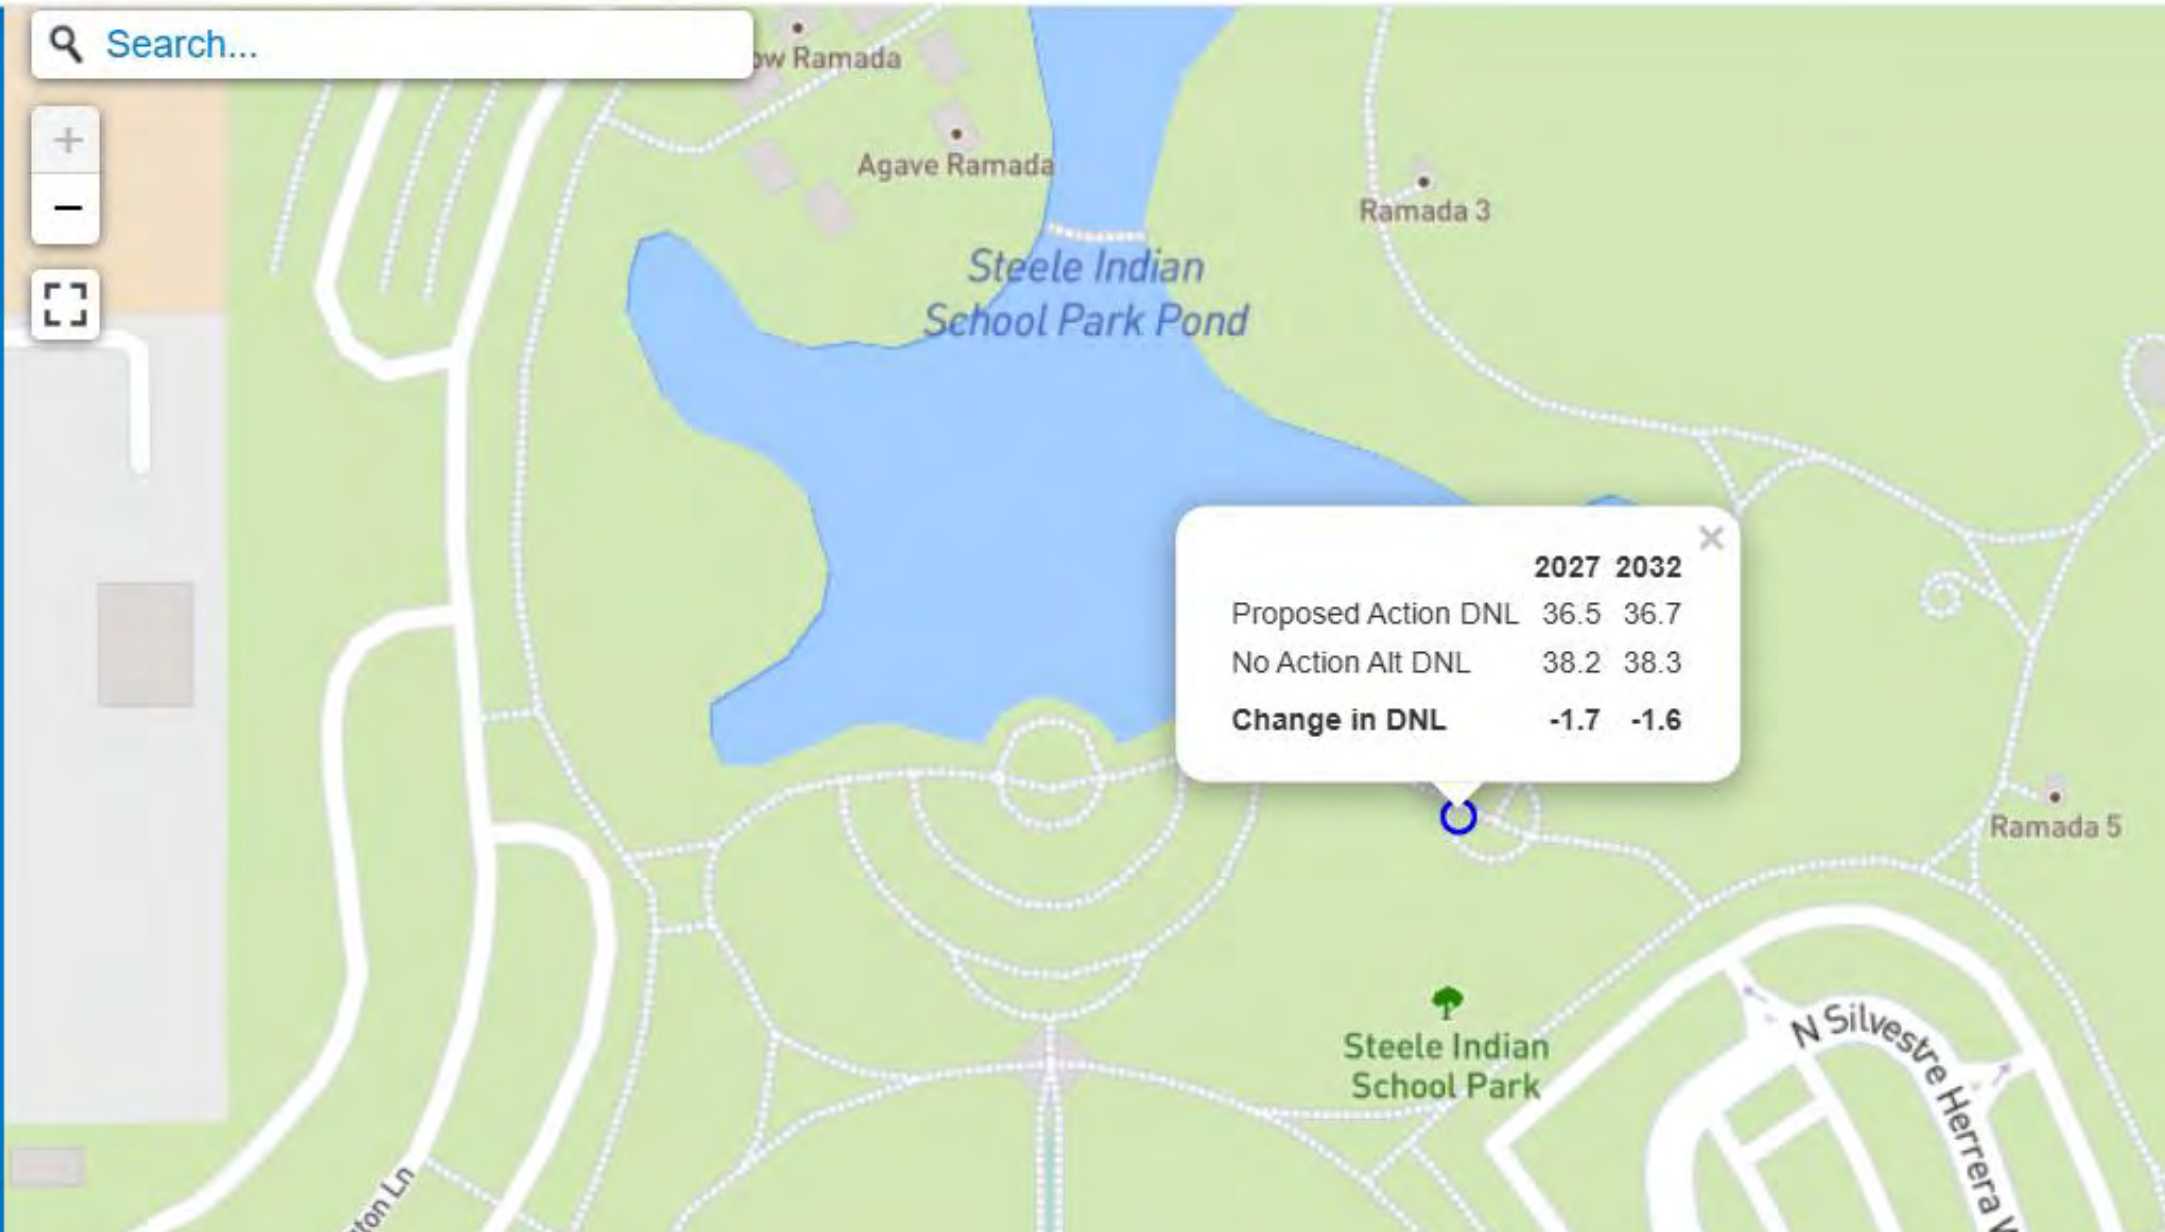 Search...
Ramada
Agave Ramada
Ramada 3
Steele Indian
School Park Pond
2027 2032
Proposed Action DNL 36.5 36.7
No Action Alt DNL 38.2 38.3
Change in DNL -1.7 -1.6
Ramada 5
Steele Indian
School Park
N Silvestre Herrera
Ln